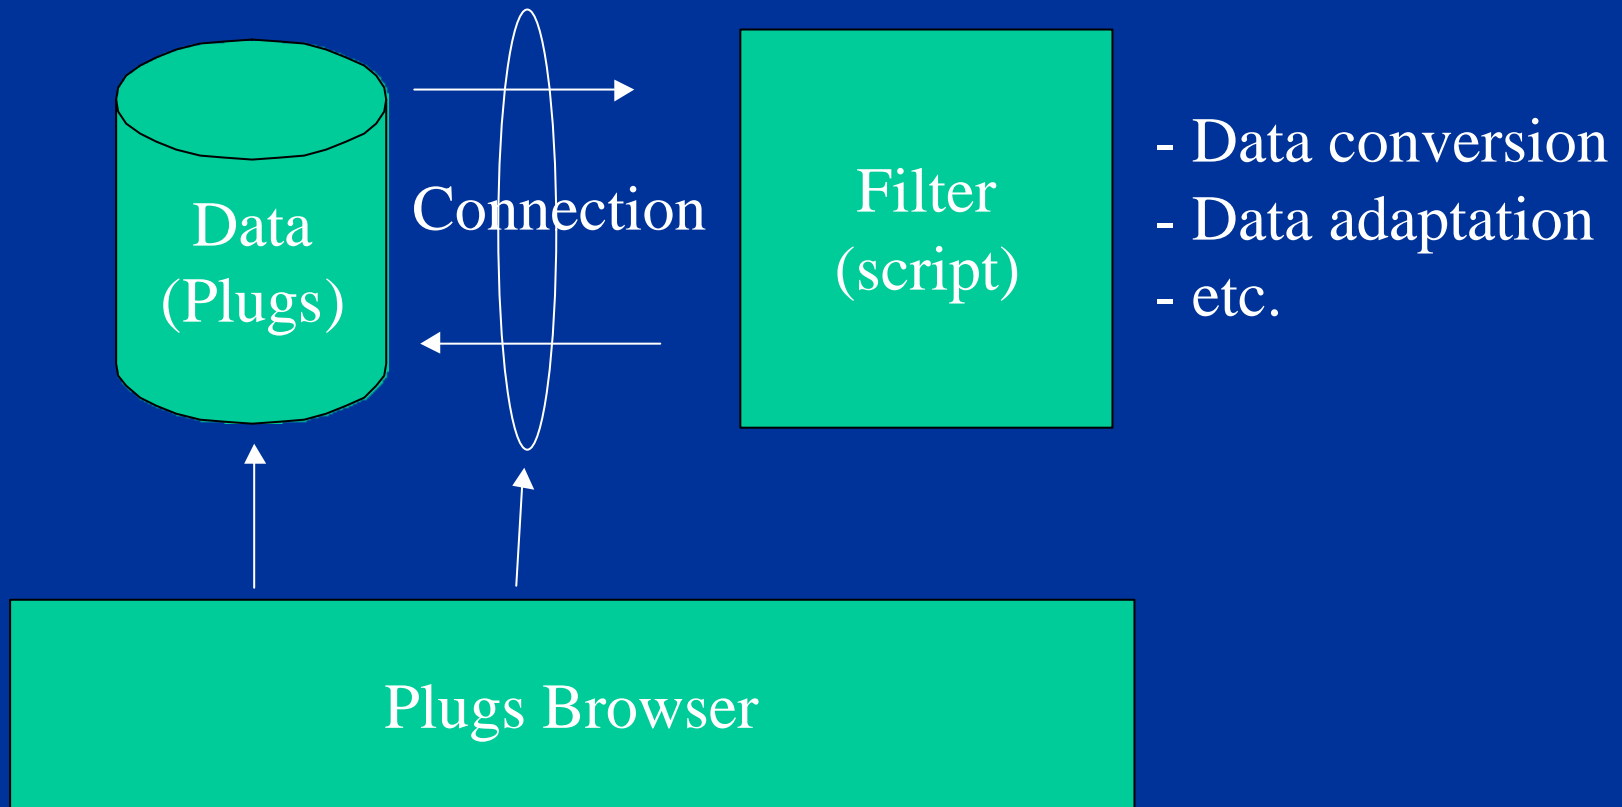 Data
(Plugs)
Connection
Filter
(script)
- Data conversion
- Data adaptation
- etc.
Plugs Browser